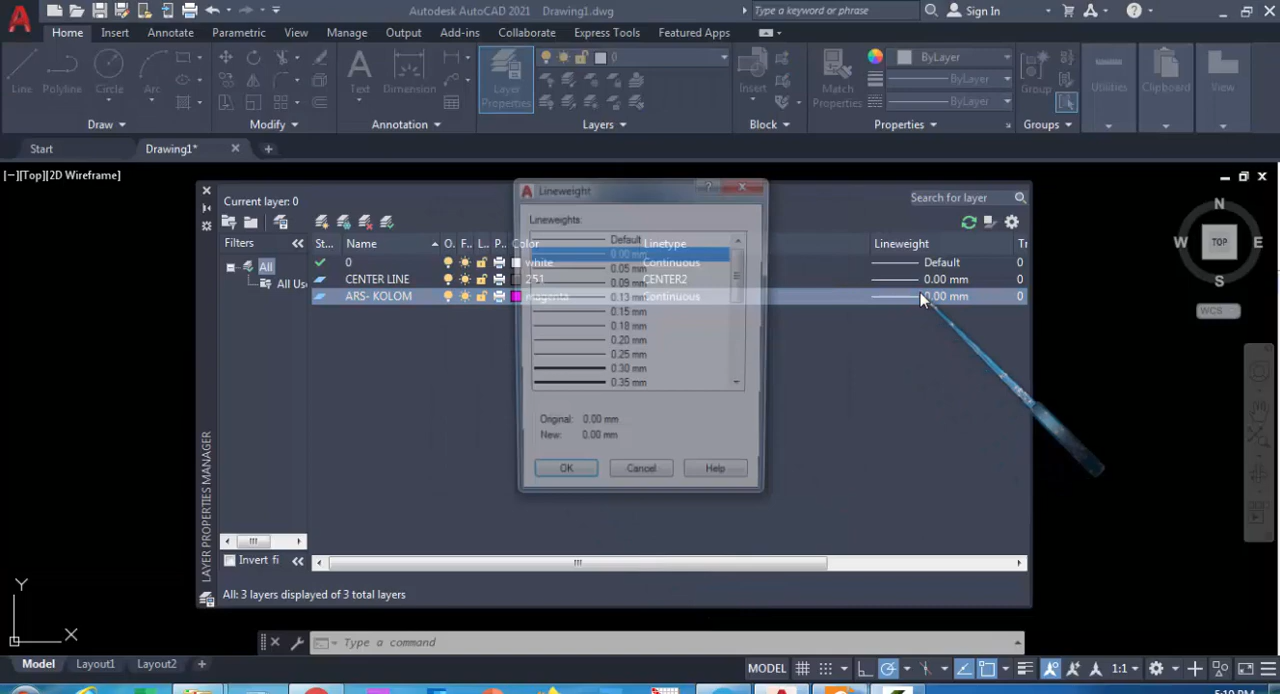 Autodesk AutoCAD 2021 Drawing1.dwg
Type a keyword or phrase
Sign In
Home Insert Annotate Parametric View Manage Output Add-ins Collaborate Express Tools Featured Apps
Line Polyline Circle Arc
Text Dimension
Layer Properties
0
Insert
Match Properties
ByLayer
ByLayer
ByLayer
Group
Utilities
Clipboard
View
Draw Modify Annotation Layers Block Properties Groups
Start Drawing1*
[−][Top][2D Wireframe]
Current layer: 0
Search for layer
Filters
All
All Use
Invert fi
St... Name O. F.. L.. P... Color Linetype Lineweight Tr
0 white Continuous Default 0
CENTER LINE 251 CENTER2 0.00 mm 0
ARS- KOLOM magenta Continuous 0.00 mm 0
Lineweight
Lineweights:
Default
0.00 mm
0.05 mm
0.09 mm
0.13 mm
0.15 mm
0.18 mm
0.20 mm
0.25 mm
0.30 mm
0.35 mm
Original: 0.00 mm
New: 0.00 mm
OK Cancel Help
LAYER PROPERTIES MANAGER
All: 3 layers displayed of 3 total layers
N
W TOP E
S
WCS
Y
X
Type a command
Model Layout1 Layout2 +
MODEL
1:1